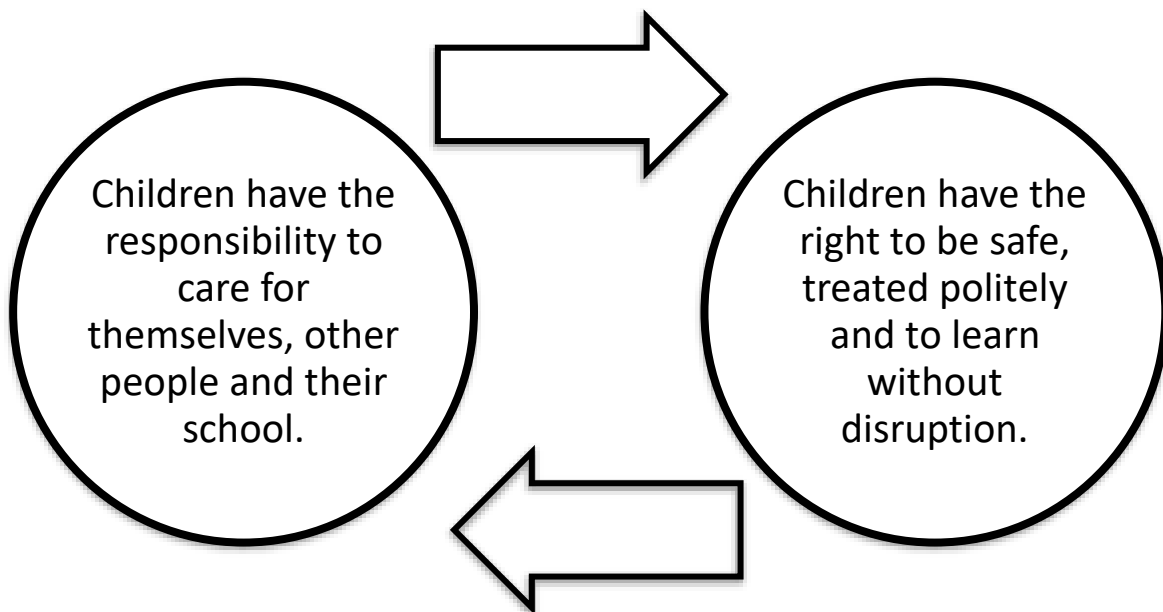 Children have the
responsibility to
care for
themselves, other
people and their
school.
Children have the
right to be safe,
treated politely
and to learn
without
disruption.